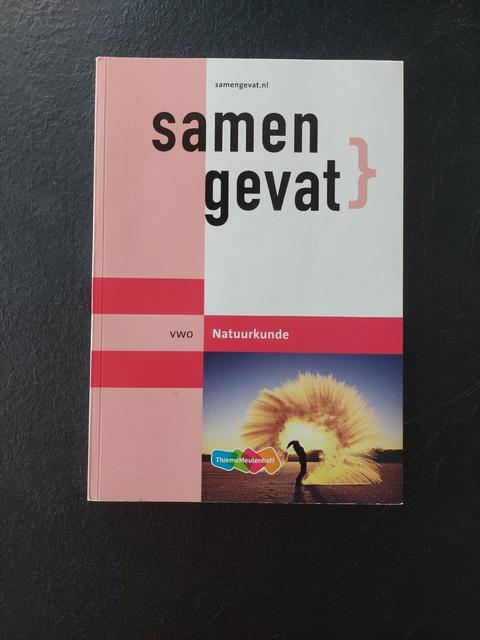 samengevat.nl
samen
gevat}
vwo Natuurkunde
ThiemeMeulenhoff